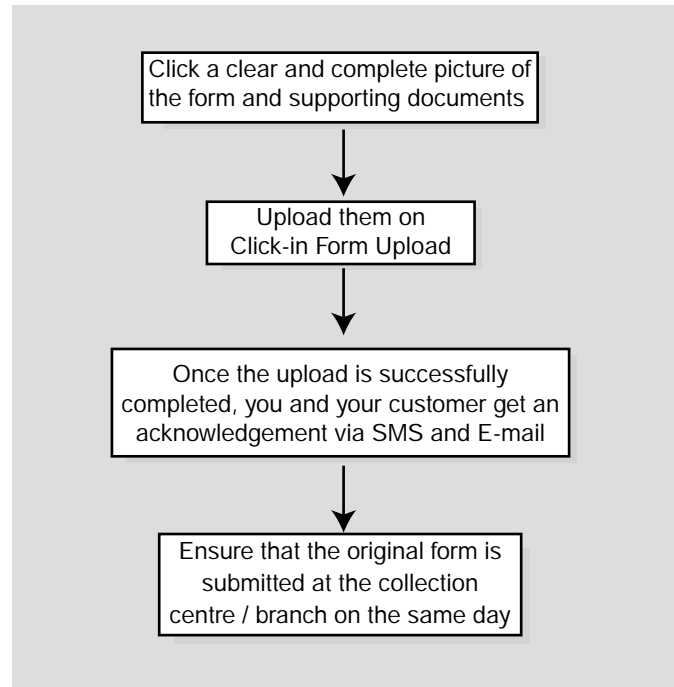 Click a clear and complete picture of
the form and supporting documents
Upload them on
Click-in Form Upload
Once the upload is successfully
completed, you and your customer get an
acknowledgement via SMS and E-mail
Ensure that the original form is
submitted at the collection
centre / branch on the same day